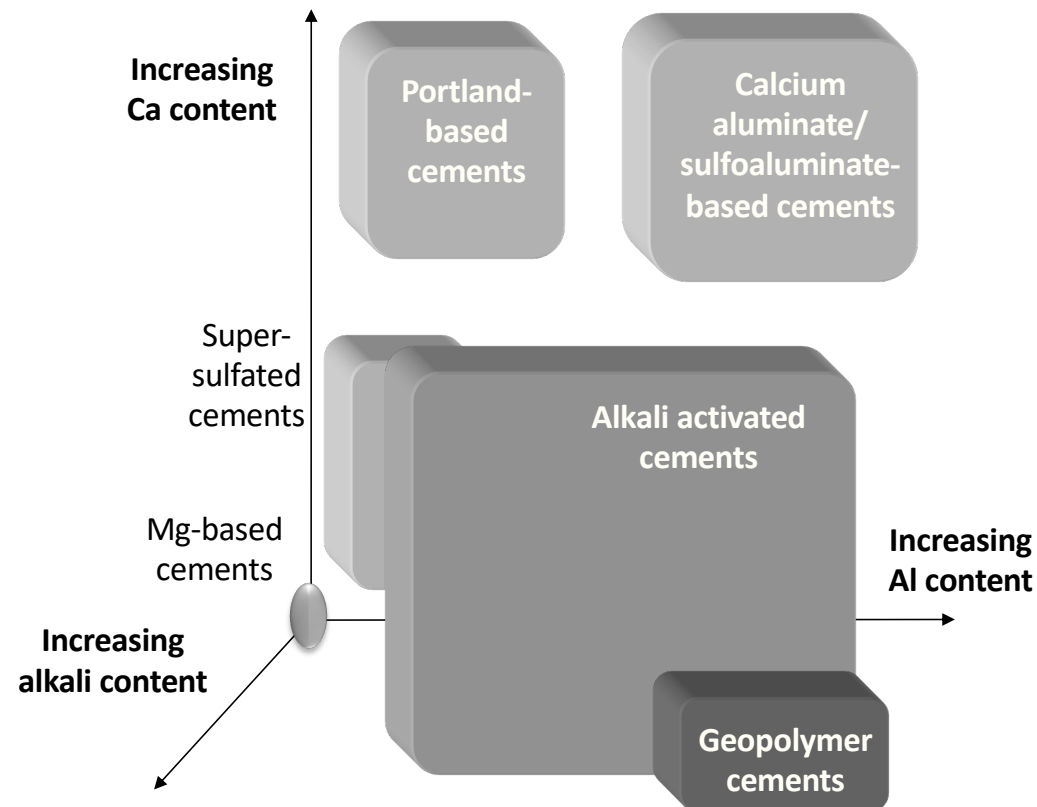 Increasing
Ca content
Portland-
based
cements
Calcium
aluminate/
sulfoaluminate-
based cements
Super-
sulfated
cements
Alkali activated
cements
Mg-based
cements
Increasing
Al content
Increasing
alkali content
Geopolymer
cements